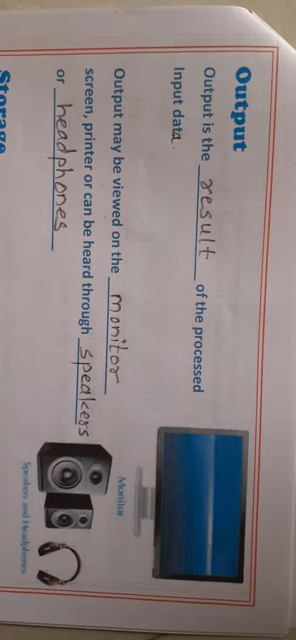 Output
Output is the result of the processed
Input data.
Output may be viewed on the monitor
screen, printer or can be heard through speakers
or headphones
Monitor
Speakers and Headphones
Storage